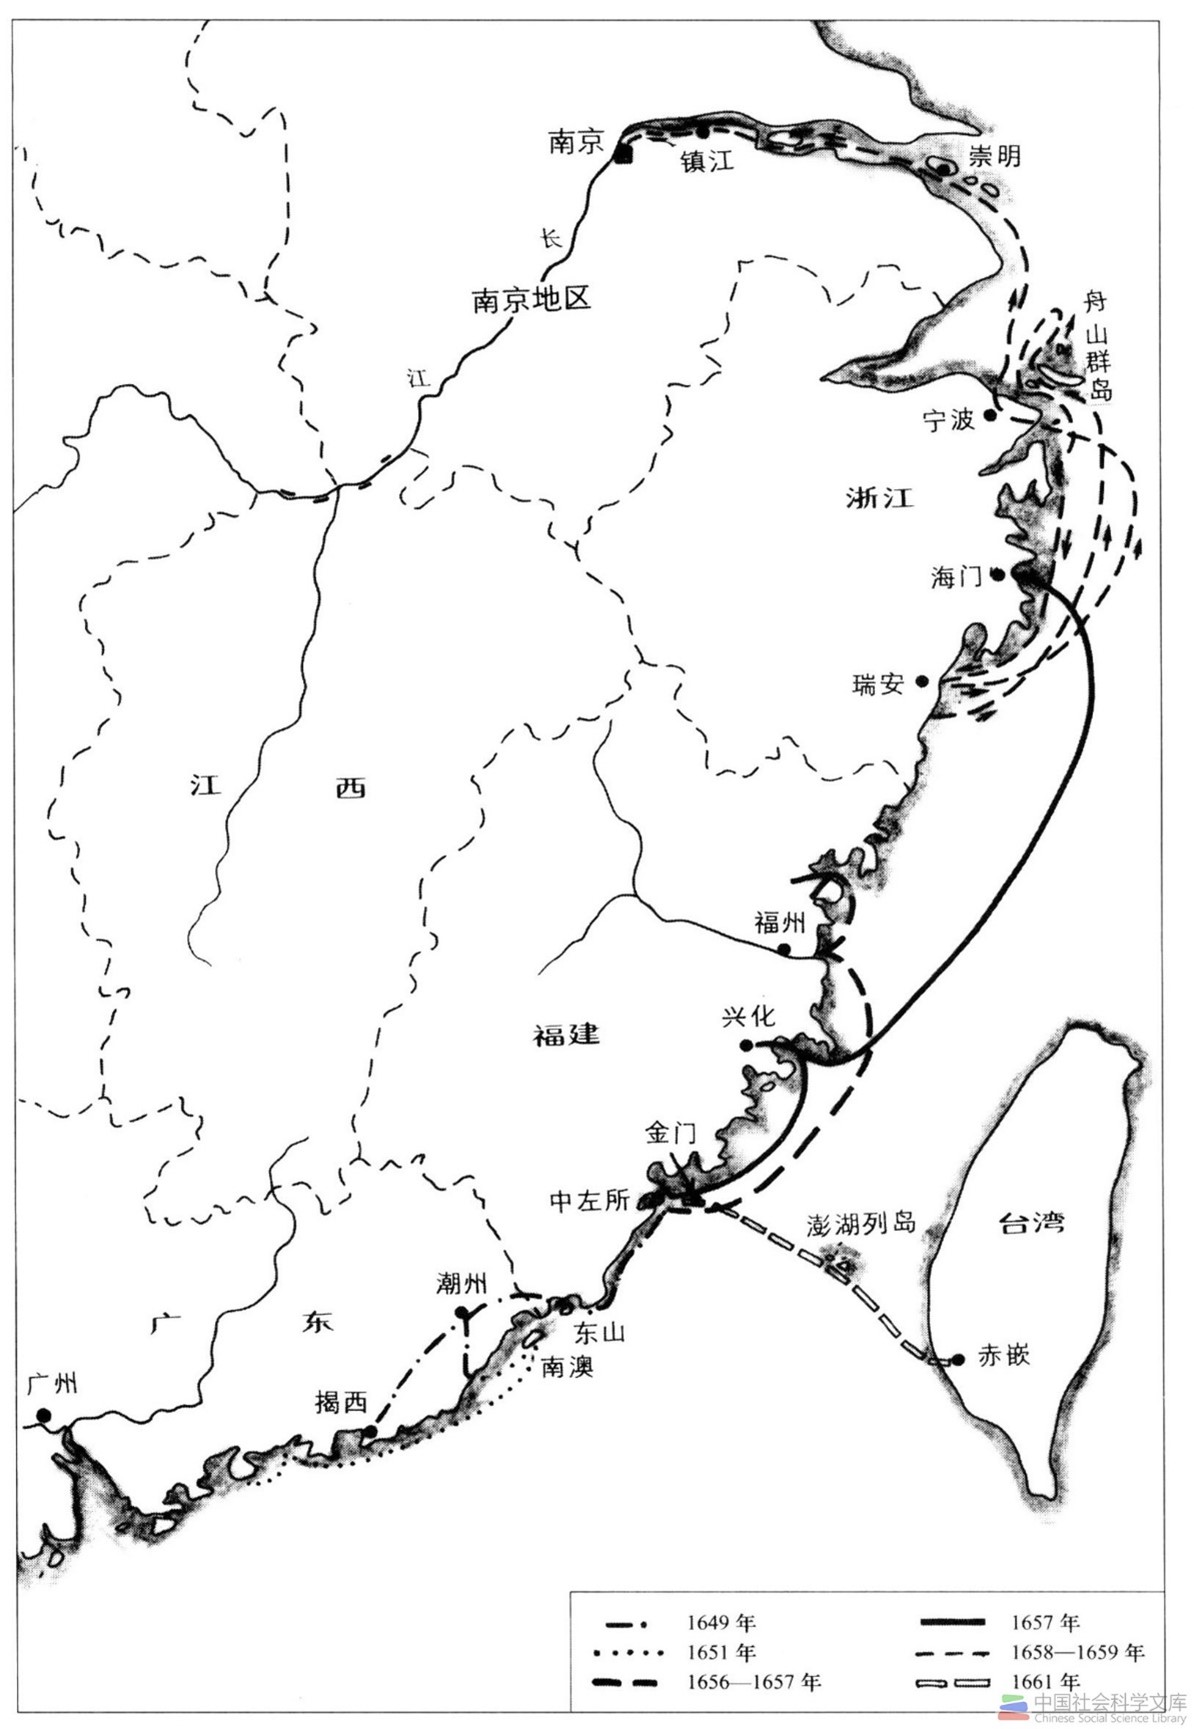 南京
镇江
崇明
长
南京地区
江
舟山群岛
宁波
浙江
海门
瑞安
江西
福州
兴化
福建
金门
中左所
澎湖列岛
台湾
潮州
广东
东山
南澳
赤嵌
广州
揭西
1649 年
1651 年
1656—1657 年
1657 年
1658—1659 年
1661 年
中国社会科学文库
Chinese Social Science Library